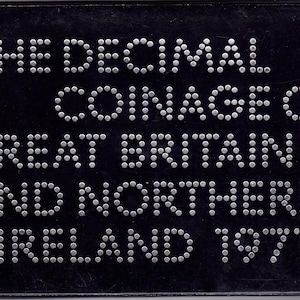 HE DECIMAL
COINAGE O
REAT BRITAIN
ND NORTHER
IRELAND 197